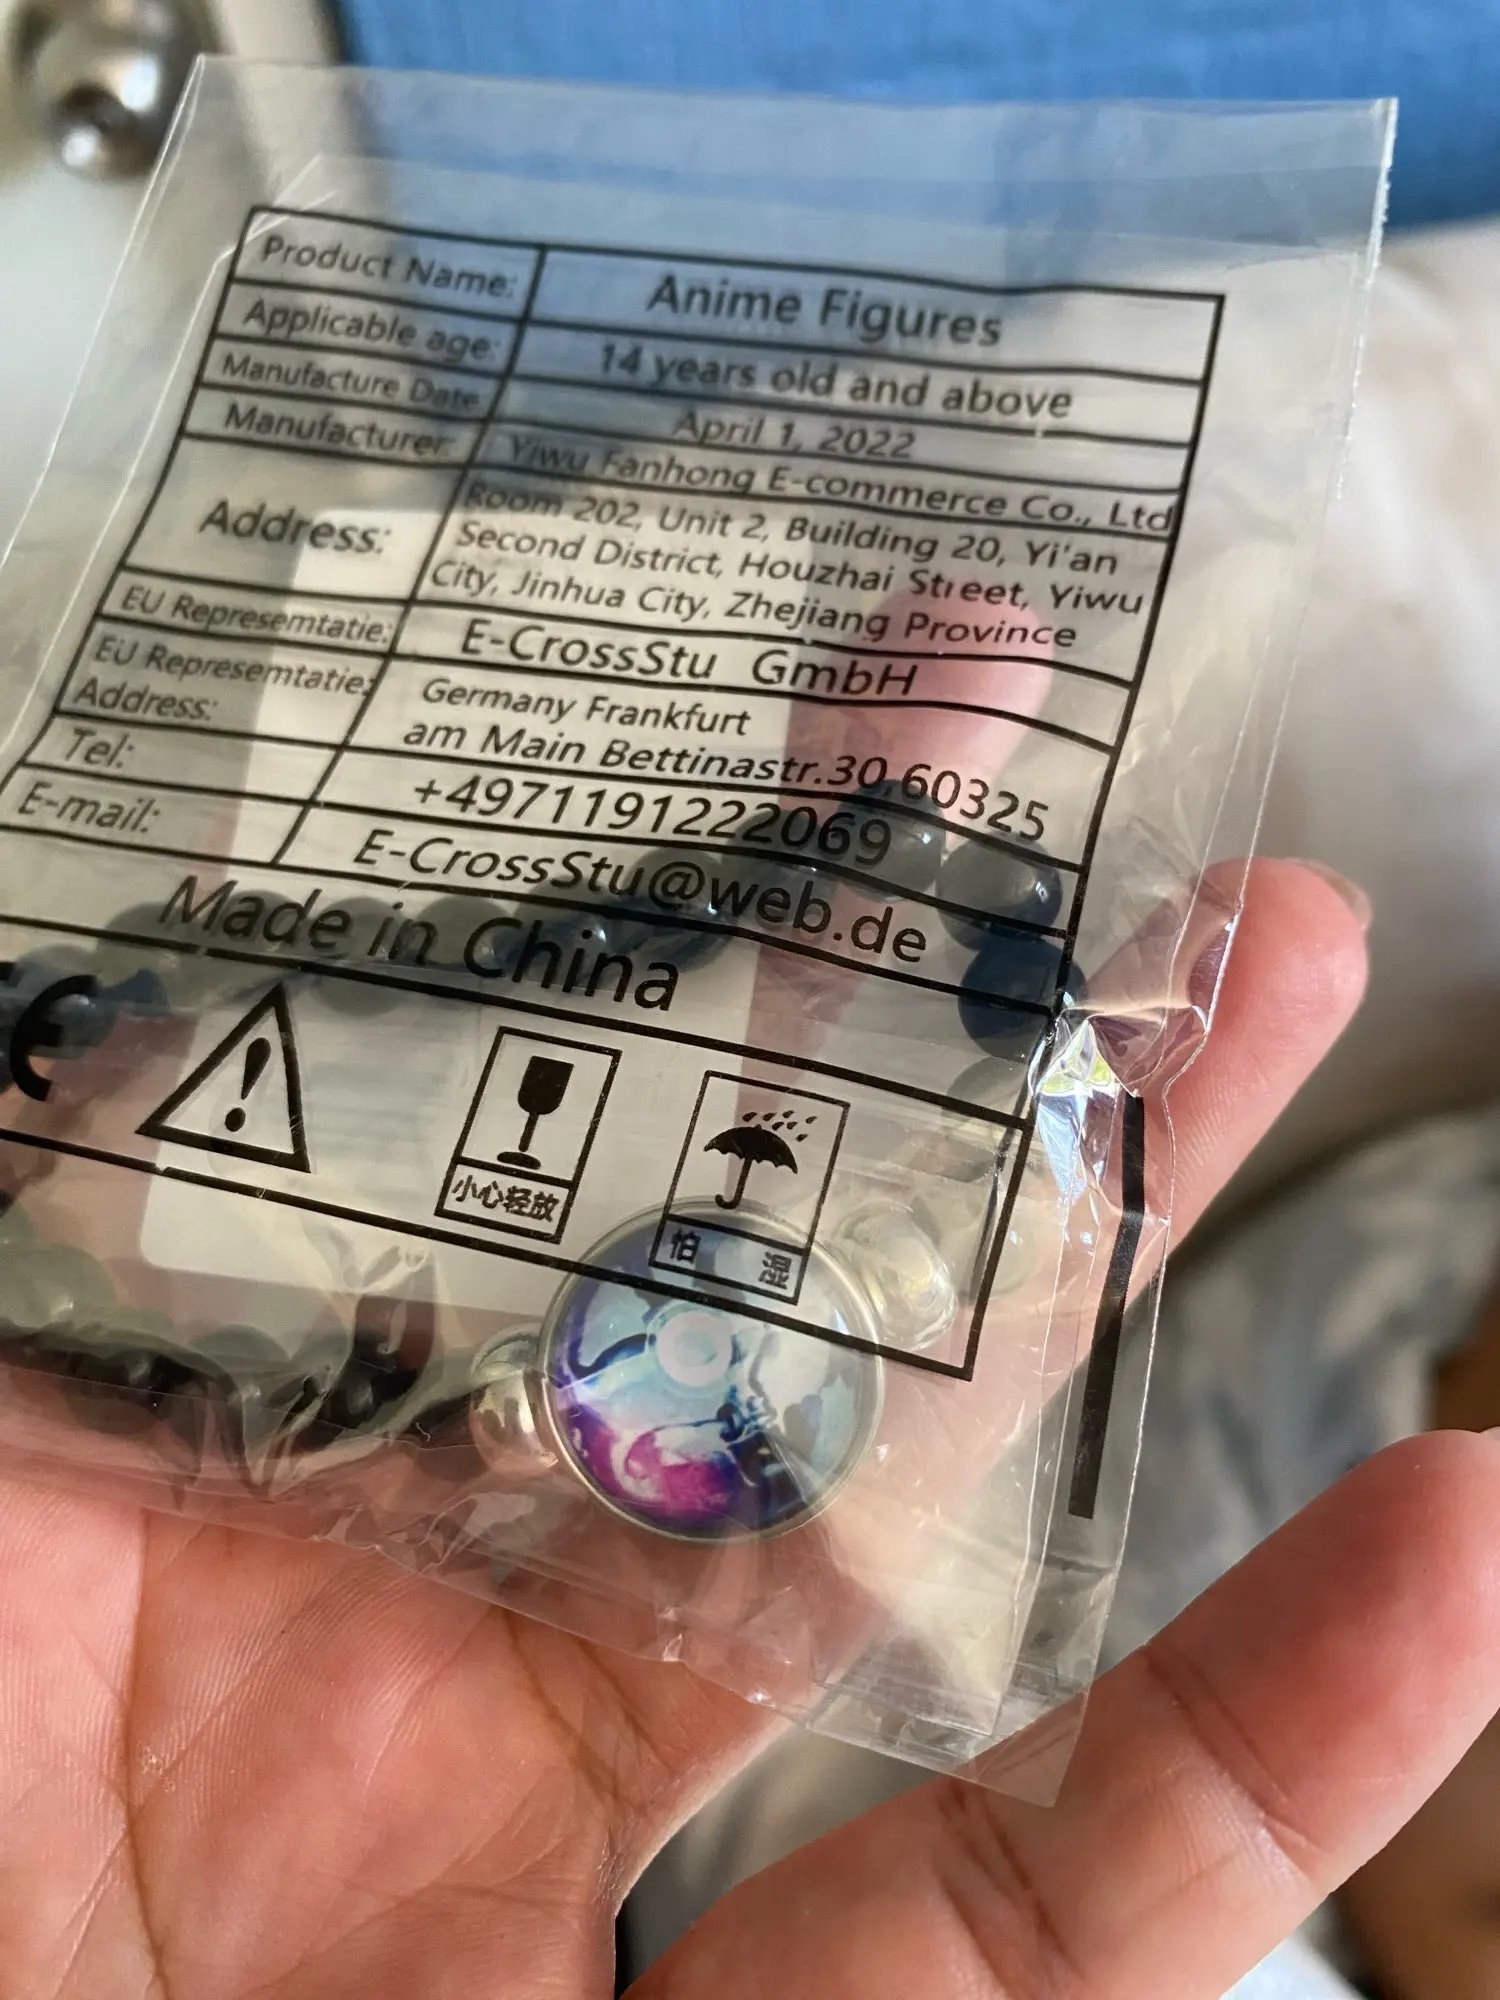 Product Name: Anime Figures
Applicable age: 14 years old and above
Manufacture Date April 1, 2022
Manufacturer: Yiwu Fanhong E-commerce Co., Ltd
Address: Room 202, Unit 2, Building 20, Yi'an
Second District, Houzhai Street, Yiwu
City, Jinhua City, Zhejiang Province
EU Represemtatie: E-CrossStu GmbH
EU Represemtatie: Germany Frankfurt
Address: am Main Bettinastr.30,60325
Tel: +4971191222069
E-mail: E-CrossStu@web.de
Made in China
CE
小心轻放
怕 湿